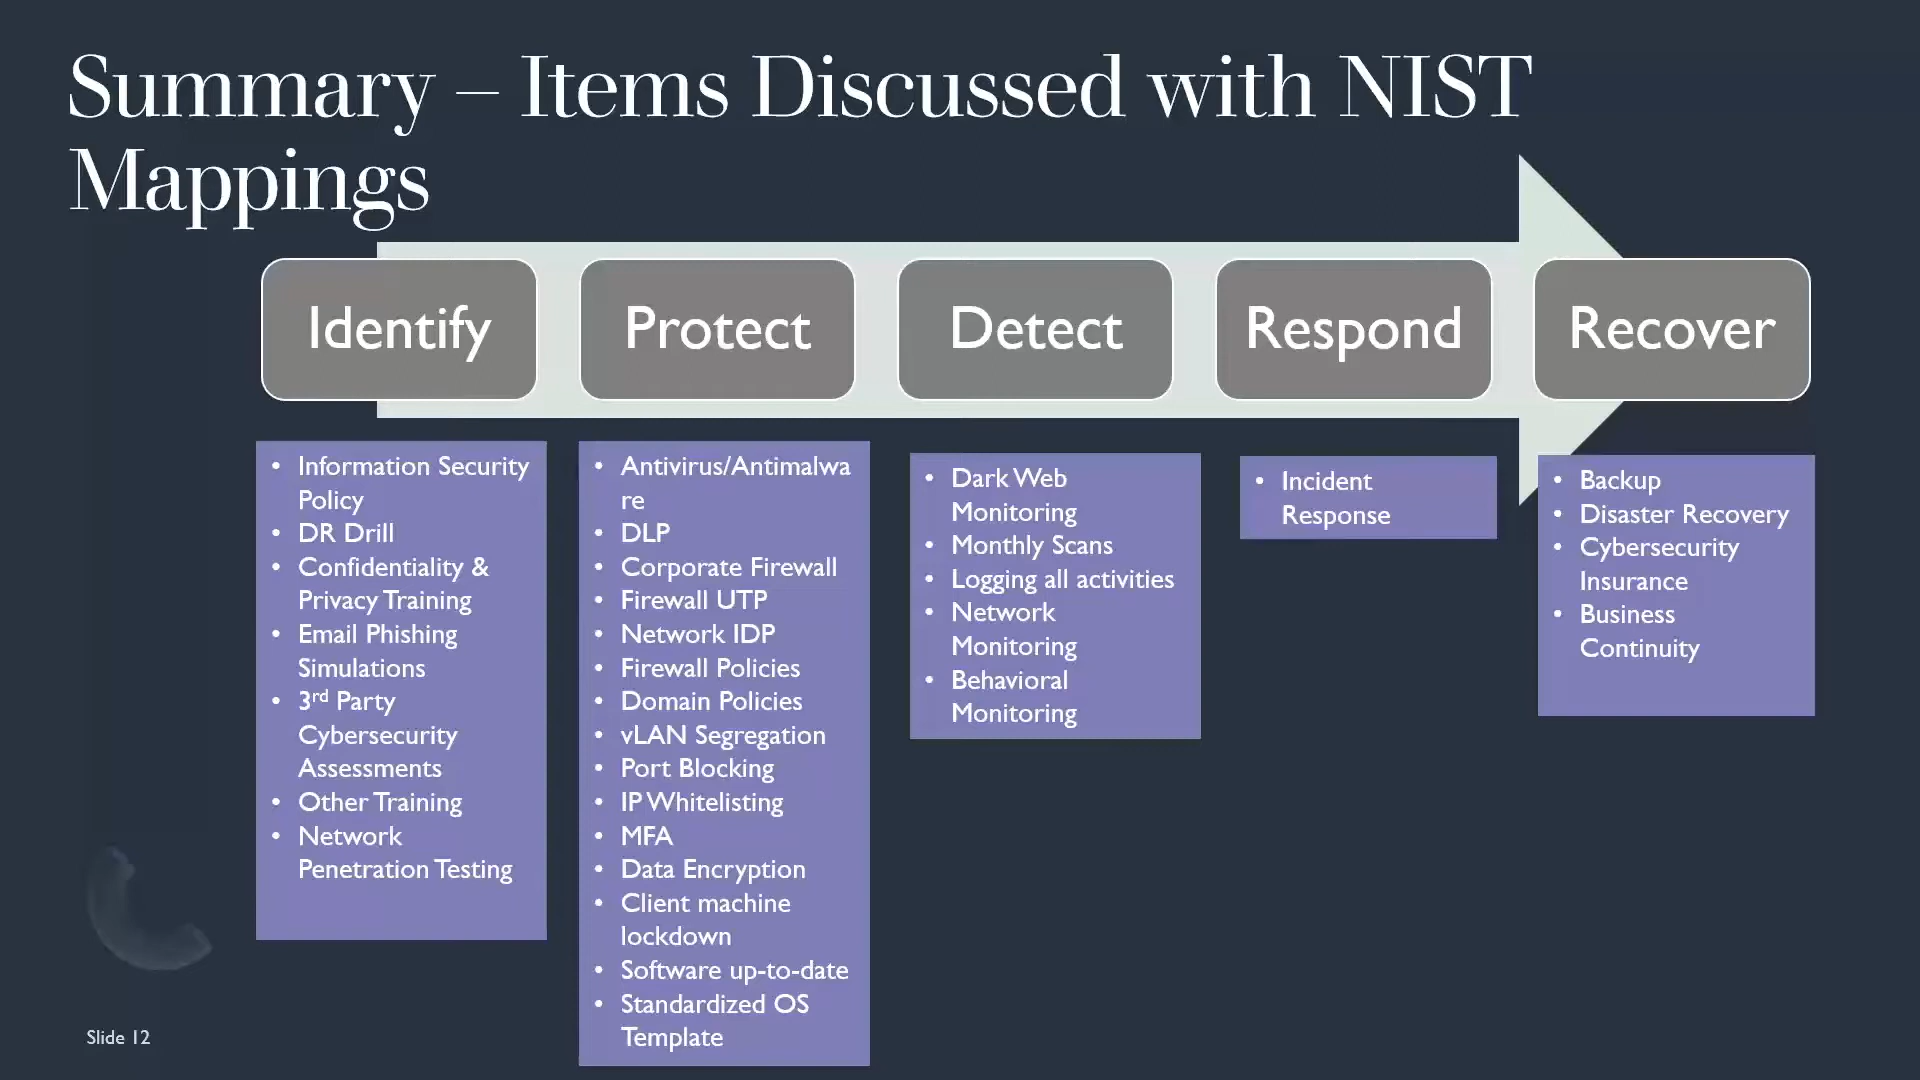 Summary – Items Discussed with NIST
Mappings
Identify
Protect
Detect
Respond
Recover
• Information Security
Policy
• DR Drill
• Confidentiality &
Privacy Training
• Email Phishing
Simulations
• 3rd Party
Cybersecurity
Assessments
• Other Training
• Network
Penetration Testing
• Antivirus/Antimalwa
re
• DLP
• Corporate Firewall
• Firewall UTP
• Network IDP
• Firewall Policies
• Domain Policies
• vLAN Segregation
• Port Blocking
• IP Whitelisting
• MFA
• Data Encryption
• Client machine
lockdown
• Software up-to-date
• Standardized OS
Template
• Dark Web
Monitoring
• Monthly Scans
• Logging all activities
• Network
Monitoring
• Behavioral
Monitoring
• Incident
Response
• Backup
• Disaster Recovery
• Cybersecurity
Insurance
• Business
Continuity
Slide 12